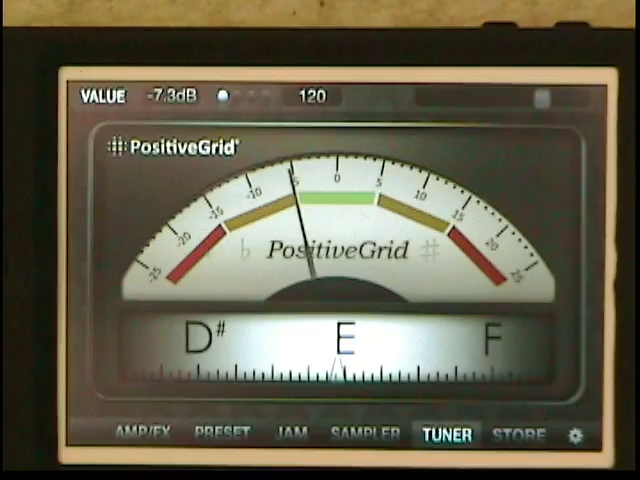 VALUE -7.3dB 120
PositiveGrid
-25 -20 -15 -10 -5 0 5 10 15 20 25
♭ PositiveGrid #
D# E F
AMP/FX PRESET JAM SAMPLER TUNER STORE